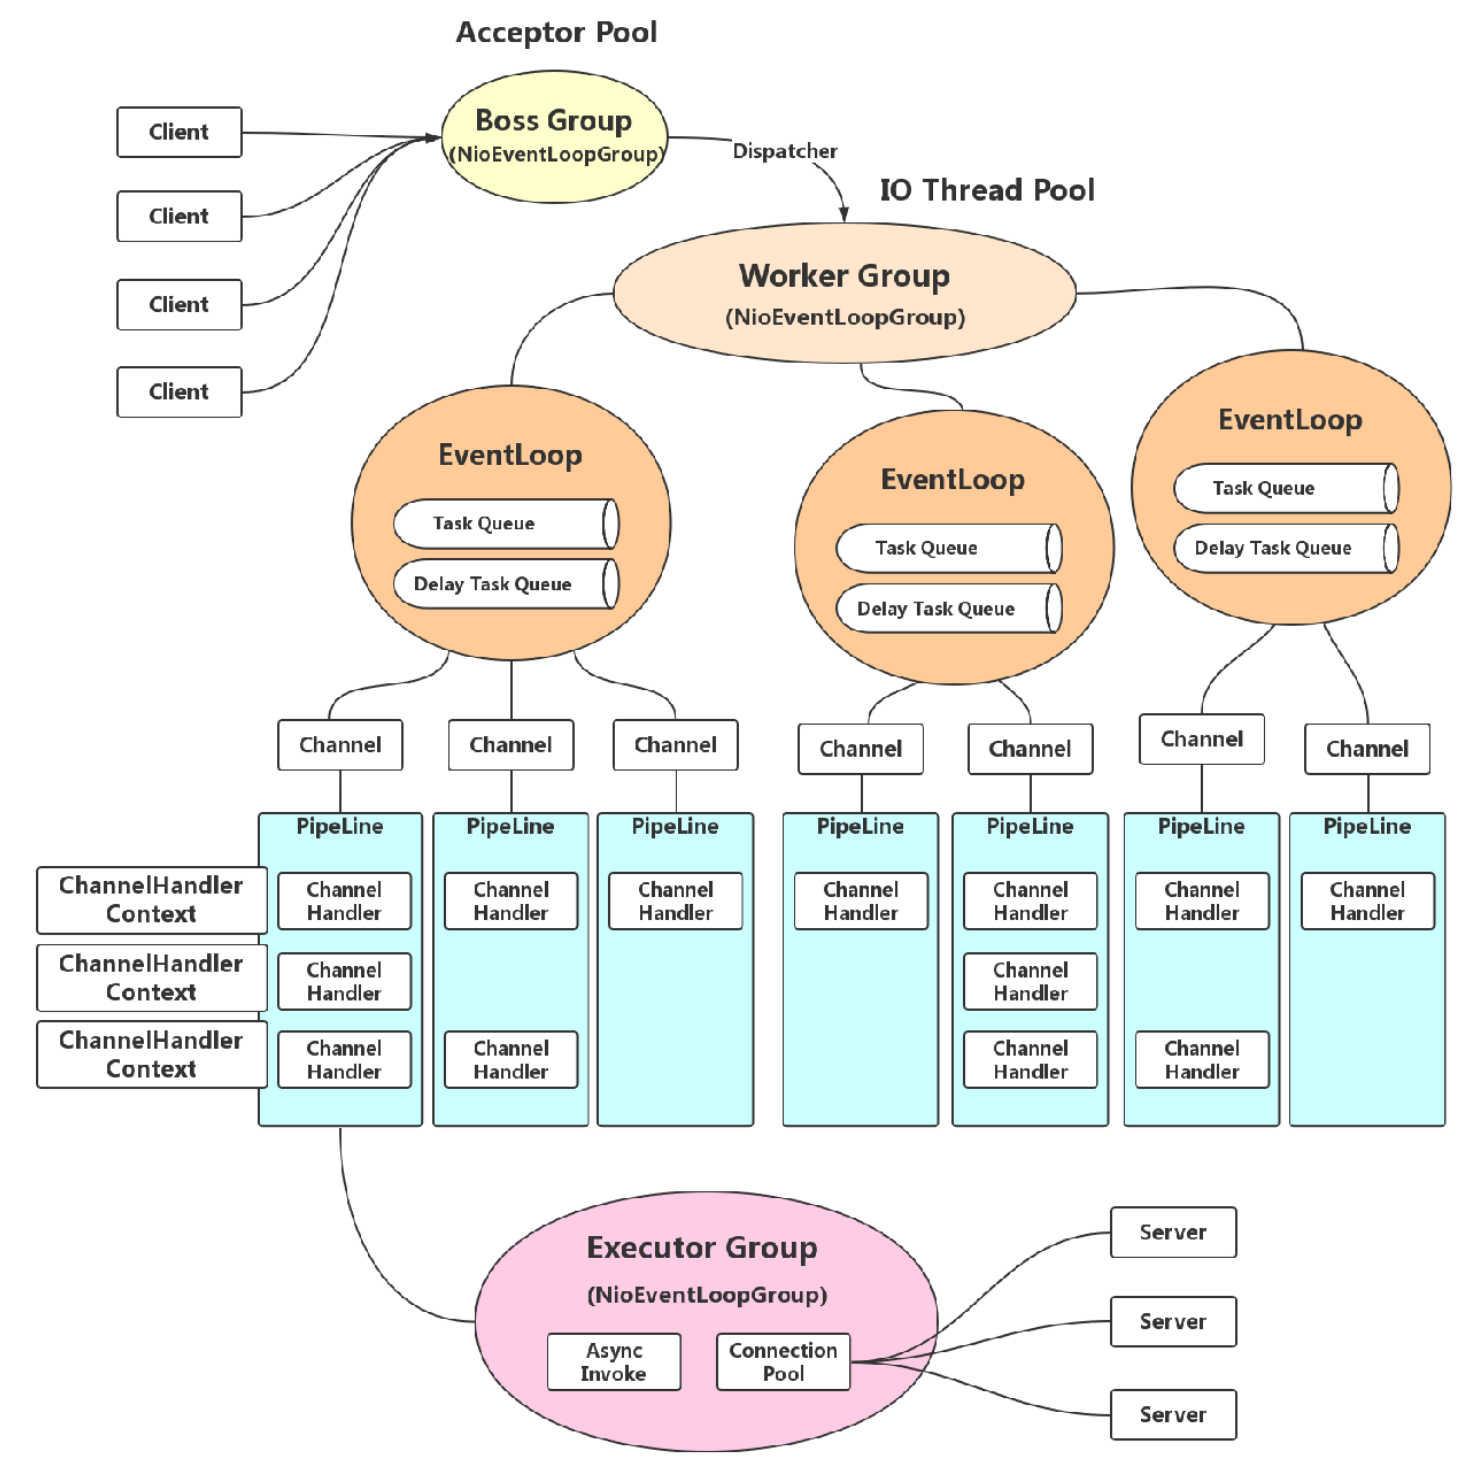 Acceptor Pool
Client
Client
Client
Client
Boss Group
(NioEventLoopGroup)
Dispatcher
IO Thread Pool
Worker Group
(NioEventLoopGroup)
EventLoop
Task Queue
Delay Task Queue
EventLoop
Task Queue
Delay Task Queue
EventLoop
Task Queue
Delay Task Queue
Channel
Channel
Channel
Channel
Channel
Channel
Channel
PipeLine
PipeLine
PipeLine
PipeLine
PipeLine
PipeLine
PipeLine
ChannelHandler
Context
Channel
Handler
Channel
Handler
Channel
Handler
Channel
Handler
Channel
Handler
Channel
Handler
Channel
Handler
ChannelHandler
Context
Channel
Handler
Channel
Handler
ChannelHandler
Context
Channel
Handler
Channel
Handler
Channel
Handler
Channel
Handler
Executor Group
(NioEventLoopGroup)
Async
Invoke
Connection
Pool
Server
Server
Server